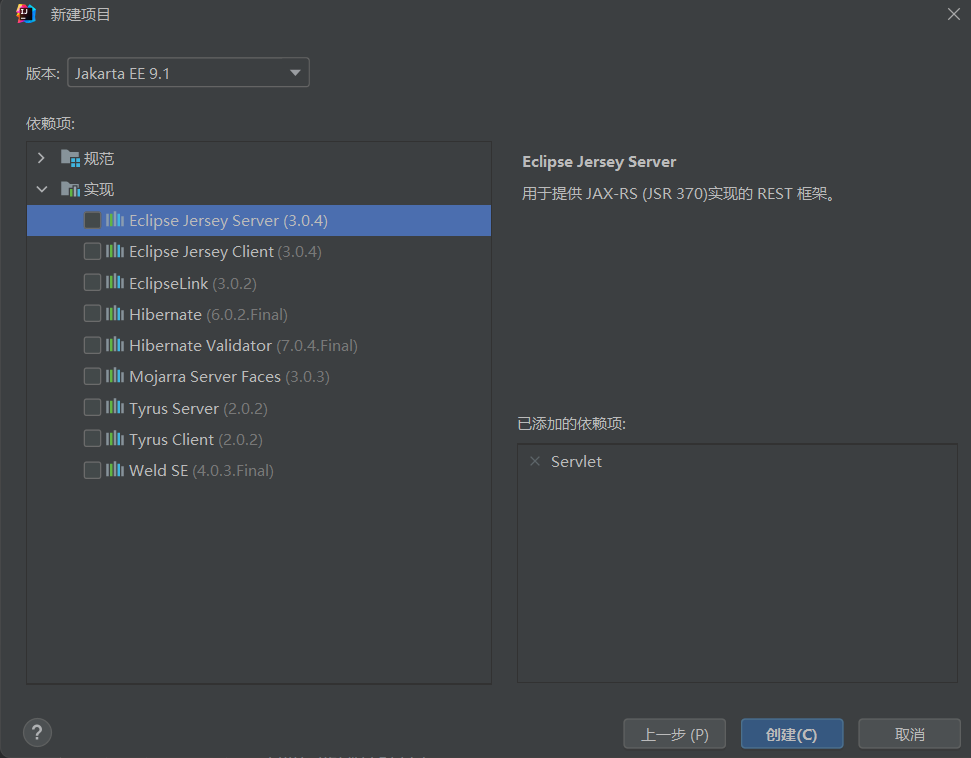 新建项目
版本: Jakarta EE 9.1
依赖项:
规范
实现
Eclipse Jersey Server (3.0.4)
Eclipse Jersey Client (3.0.4)
EclipseLink (3.0.2)
Hibernate (6.0.2.Final)
Hibernate Validator (7.0.4.Final)
Mojarra Server Faces (3.0.3)
Tyrus Server (2.0.2)
Tyrus Client (2.0.2)
Weld SE (4.0.3.Final)
Eclipse Jersey Server
用于提供 JAX-RS (JSR 370)实现的 REST 框架。
已添加的依赖项:
Servlet
?
上一步 (P)
创建(C)
取消